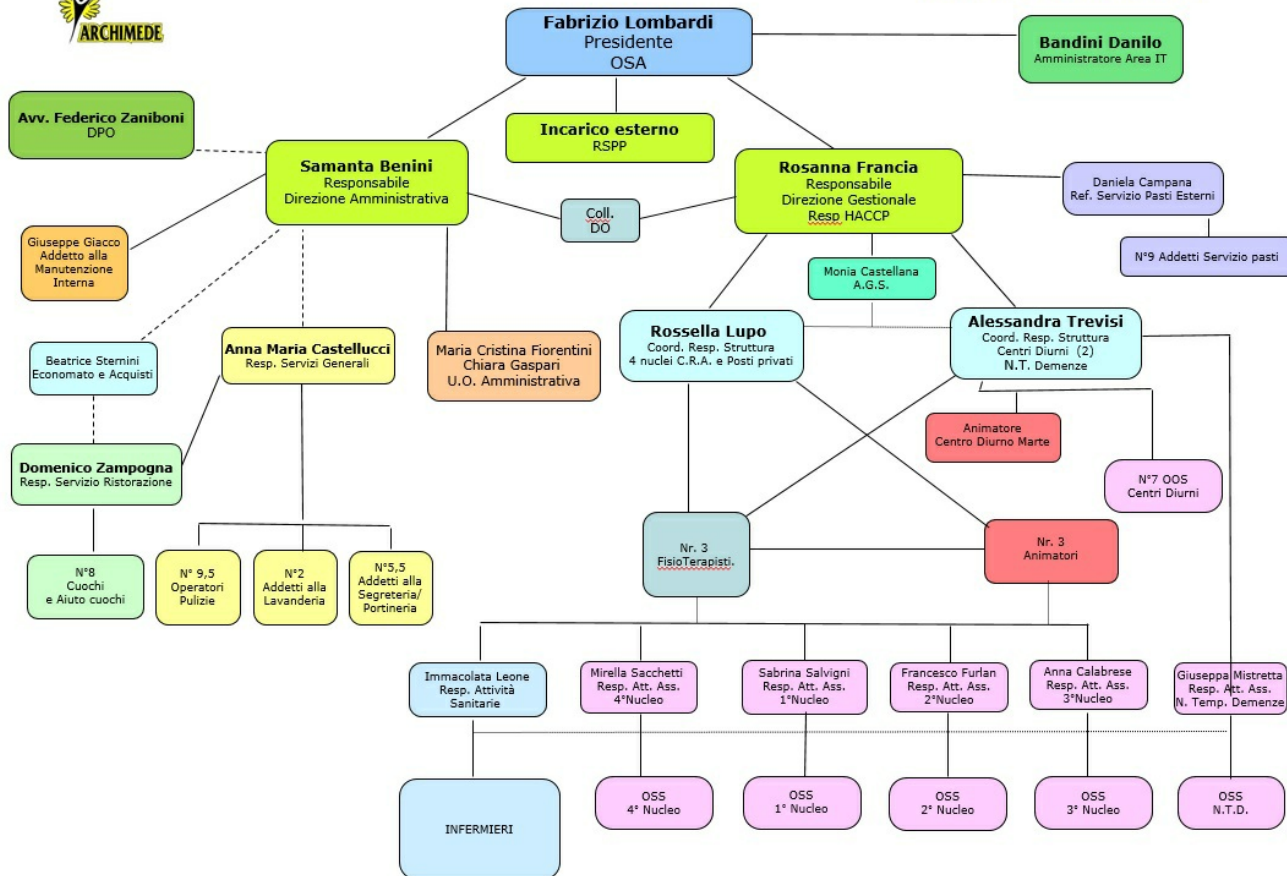 ARCHIMEDE
Fabrizio Lombardi
Presidente
OSA
Bandini Danilo
Amministratore Area IT
Avv. Federico Zaniboni
DPO
Incarico esterno
RSPP
Samanta Benini
Responsabile
Direzione Amministrativa
Rosanna Francia
Responsabile
Direzione Gestionale
Resp HACCP
Daniela Campana
Ref. Servizio Pasti Esterni
Coll.
DO
Giuseppe Giacco
Addetto alla
Manutenzione
Interna
N°9 Addetti Servizio pasti
Monia Castellana
A.G.S.
Rossella Lupo
Coord. Resp. Struttura
4 nuclei C.R.A. e Posti privati
Alessandra Trevisi
Coord. Resp. Struttura
Centri Diurni (2)
N.T. Demenze
Beatrice Sternini
Economato e Acquisti
Anna Maria Castellucci
Resp. Servizi Generali
Maria Cristina Fiorentini
Chiara Gaspari
U.O. Amministrativa
Animatore
Centro Diurno Marte
Domenico Zampogna
Resp. Servizio Ristorazione
N°7 OOS
Centri Diurni
Nr. 3
FisioTerapisti.
Nr. 3
Animatori
N°8
Cuochi
e Aiuto cuochi
N° 9,5
Operatori
Pulizie
N°2
Addetti alla
Lavanderia
N°5,5
Addetti alla
Segreteria/
Portineria
Immacolata Leone
Resp. Attività
Sanitarie
Mirella Sacchetti
Resp. Att. Ass.
4°Nucleo
Sabrina Salvigni
Resp. Att. Ass.
1°Nucleo
Francesco Furlan
Resp. Att. Ass.
2°Nucleo
Anna Calabrese
Resp. Att. Ass.
3°Nucleo
Giuseppa Mistretta
Resp. Att. Ass.
N. Temp. Demenze
INFERMIERI
OSS
4° Nucleo
OSS
1° Nucleo
OSS
2° Nucleo
OSS
3° Nucleo
OSS
N.T.D.